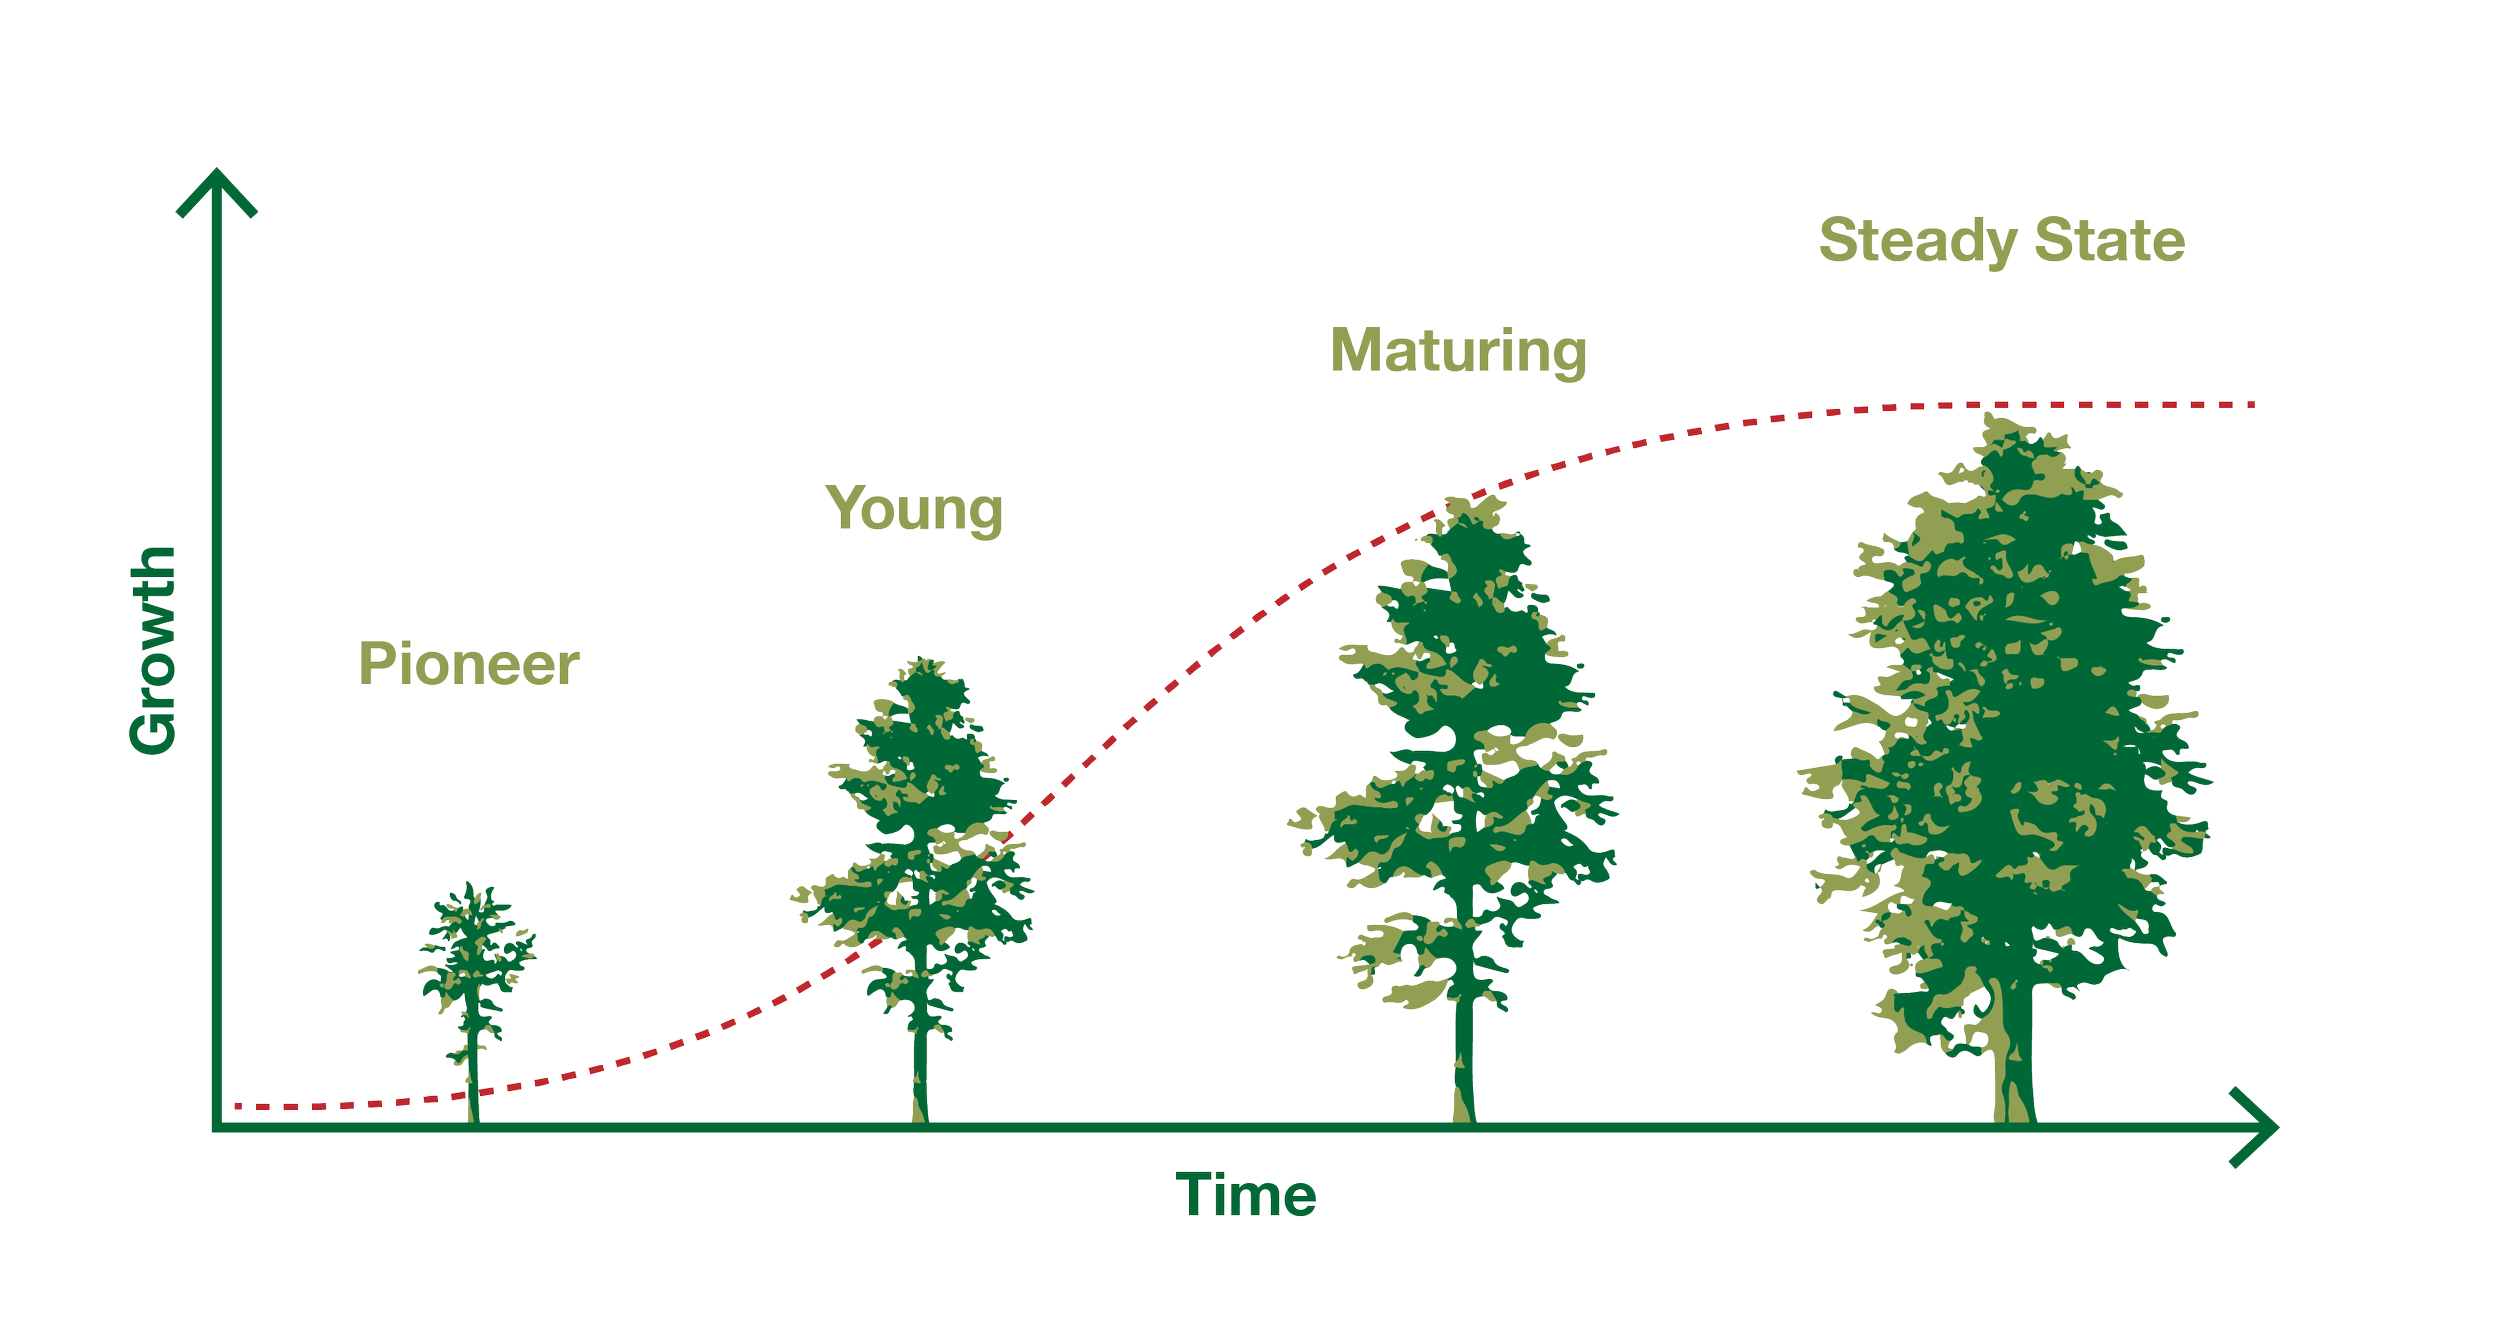 Steady State
Maturing
Young
Pioneer
Growth
Time